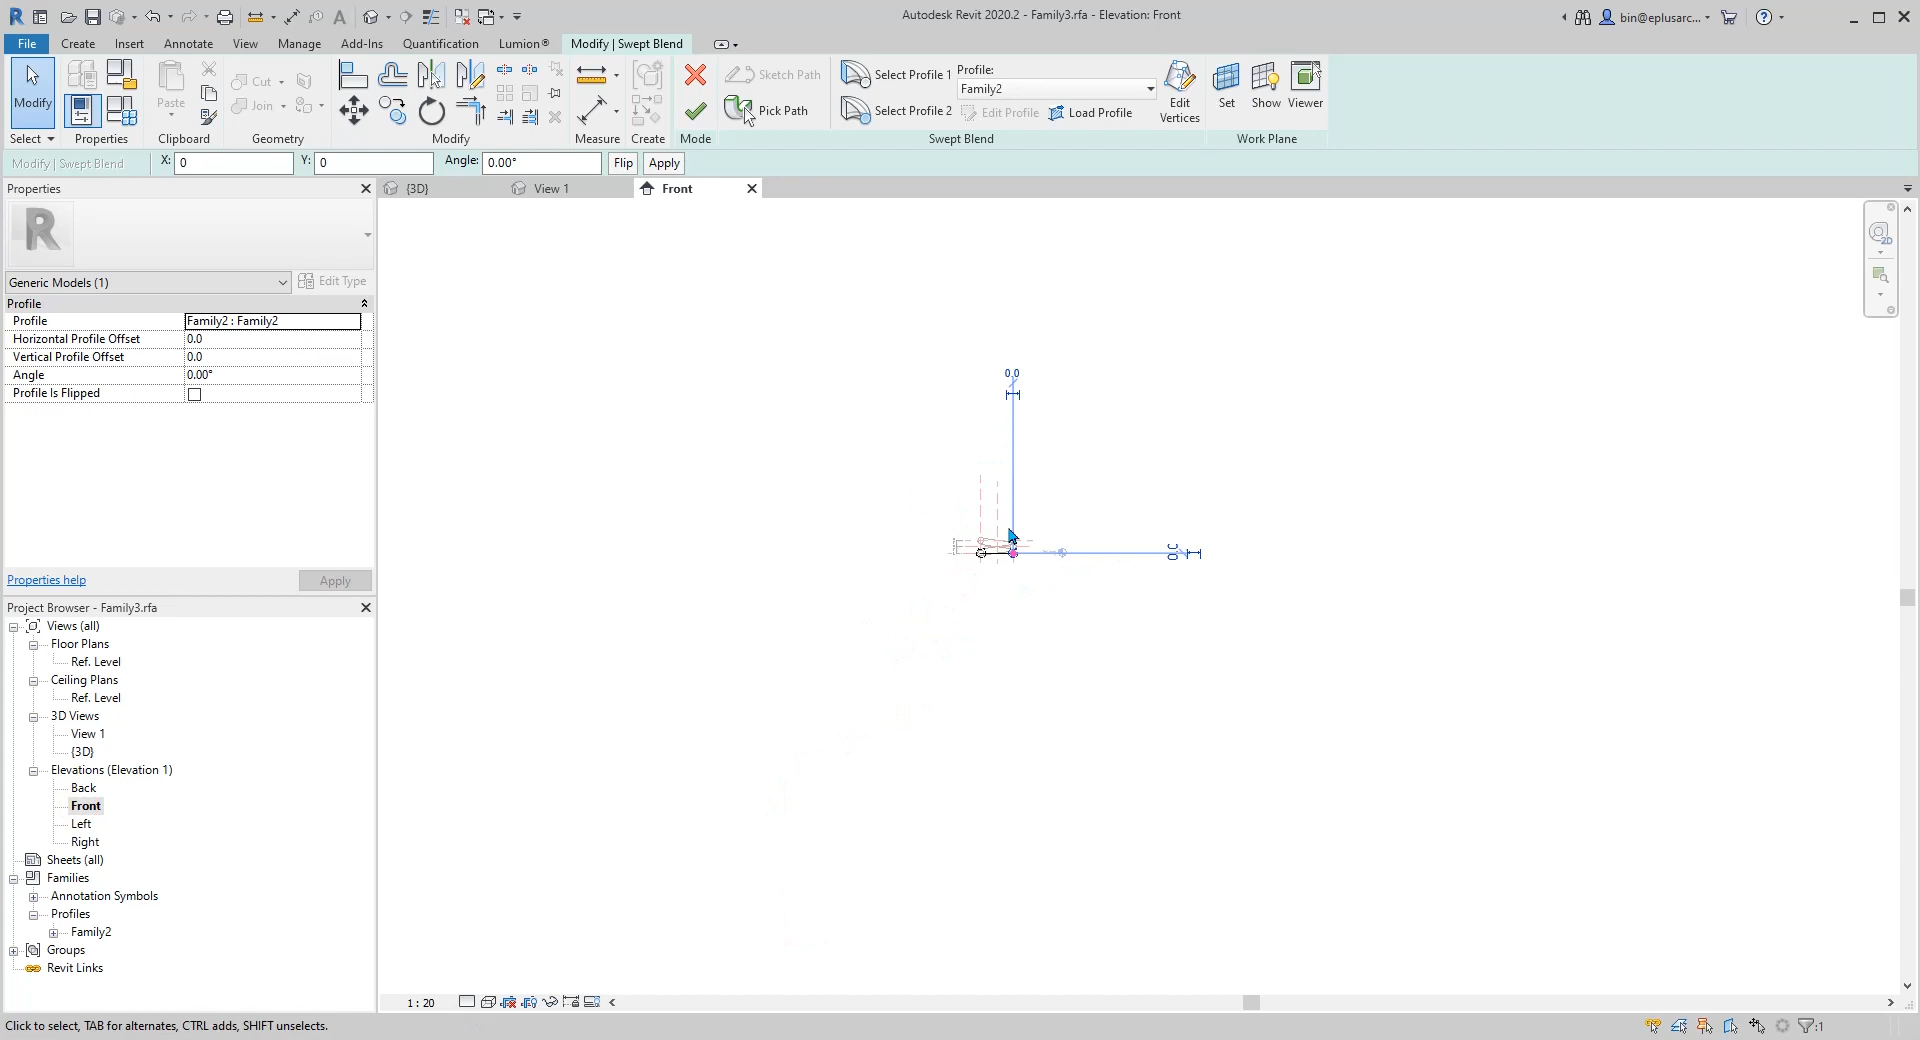 Autodesk Revit 2020.2 - Family3.rfa - Elevation: Front
bin@eplusarc...
File Create Insert Annotate View Manage Add-Ins Quantification Lumion® Modify | Swept Blend
Modify
Select
Properties
Paste
Clipboard
Cut
Join
Geometry
Modify
Measure
Create
Mode
Sketch Path
Pick Path
Select Profile 1
Select Profile 2
Profile:
Family2
Edit Profile
Load Profile
Swept Blend
Edit
Vertices
Set
Show
Viewer
Work Plane
Modify | Swept Blend X: 0 Y: 0 Angle: 0.00° Flip Apply
Properties
{3D} View 1 Front
R
Generic Models (1) Edit Type
Profile
Profile Family2 : Family2
Horizontal Profile Offset 0.0
Vertical Profile Offset 0.0
Angle 0.00°
Profile Is Flipped
Properties help Apply
Project Browser - Family3.rfa
Views (all)
Floor Plans
Ref. Level
Ceiling Plans
Ref. Level
3D Views
View 1
{3D}
Elevations (Elevation 1)
Back
Front
Left
Right
Sheets (all)
Families
Annotation Symbols
Profiles
Family2
Groups
Revit Links
2D
0.0
0.0
1 : 20
Click to select, TAB for alternates, CTRL adds, SHIFT unselects.
:1